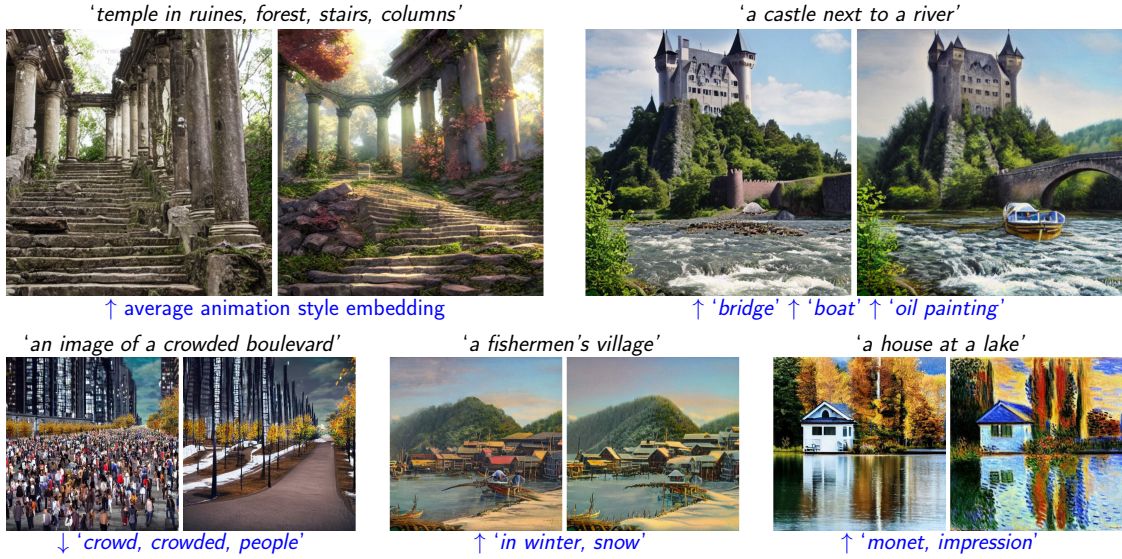 ‘temple in ruines, forest, stairs, columns’
‘a castle next to a river’
↑ average animation style embedding
↑ ‘bridge’ ↑ ‘boat’ ↑ ‘oil painting’
‘an image of a crowded boulevard’
‘a fishermen’s village’
‘a house at a lake’
↓ ‘crowd, crowded, people’
↑ ‘in winter, snow’
↑ ‘monet, impression’